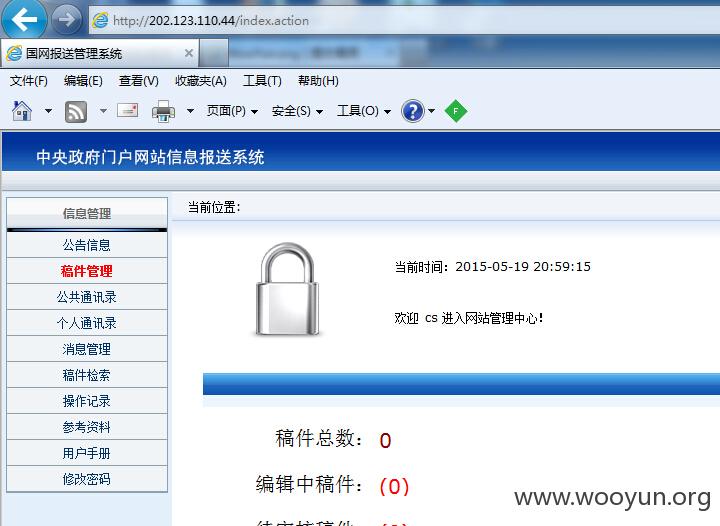 http://202.123.110.44/index.action
国网报送管理系统
文件(F) 编辑(E) 查看(V) 收藏夹(A) 工具(T) 帮助(H)
页面(P) 安全(S) 工具(O)
中央政府门户网站信息报送系统
信息管理
当前位置:
公告信息
稿件管理
公共通讯录
个人通讯录
消息管理
稿件检索
操作记录
参考资料
用户手册
修改密码
当前时间: 2015-05-19 20:59:15
欢迎 cs 进入网站管理中心!
稿件总数: 0
编辑中稿件: (0)
www.wooyun.org